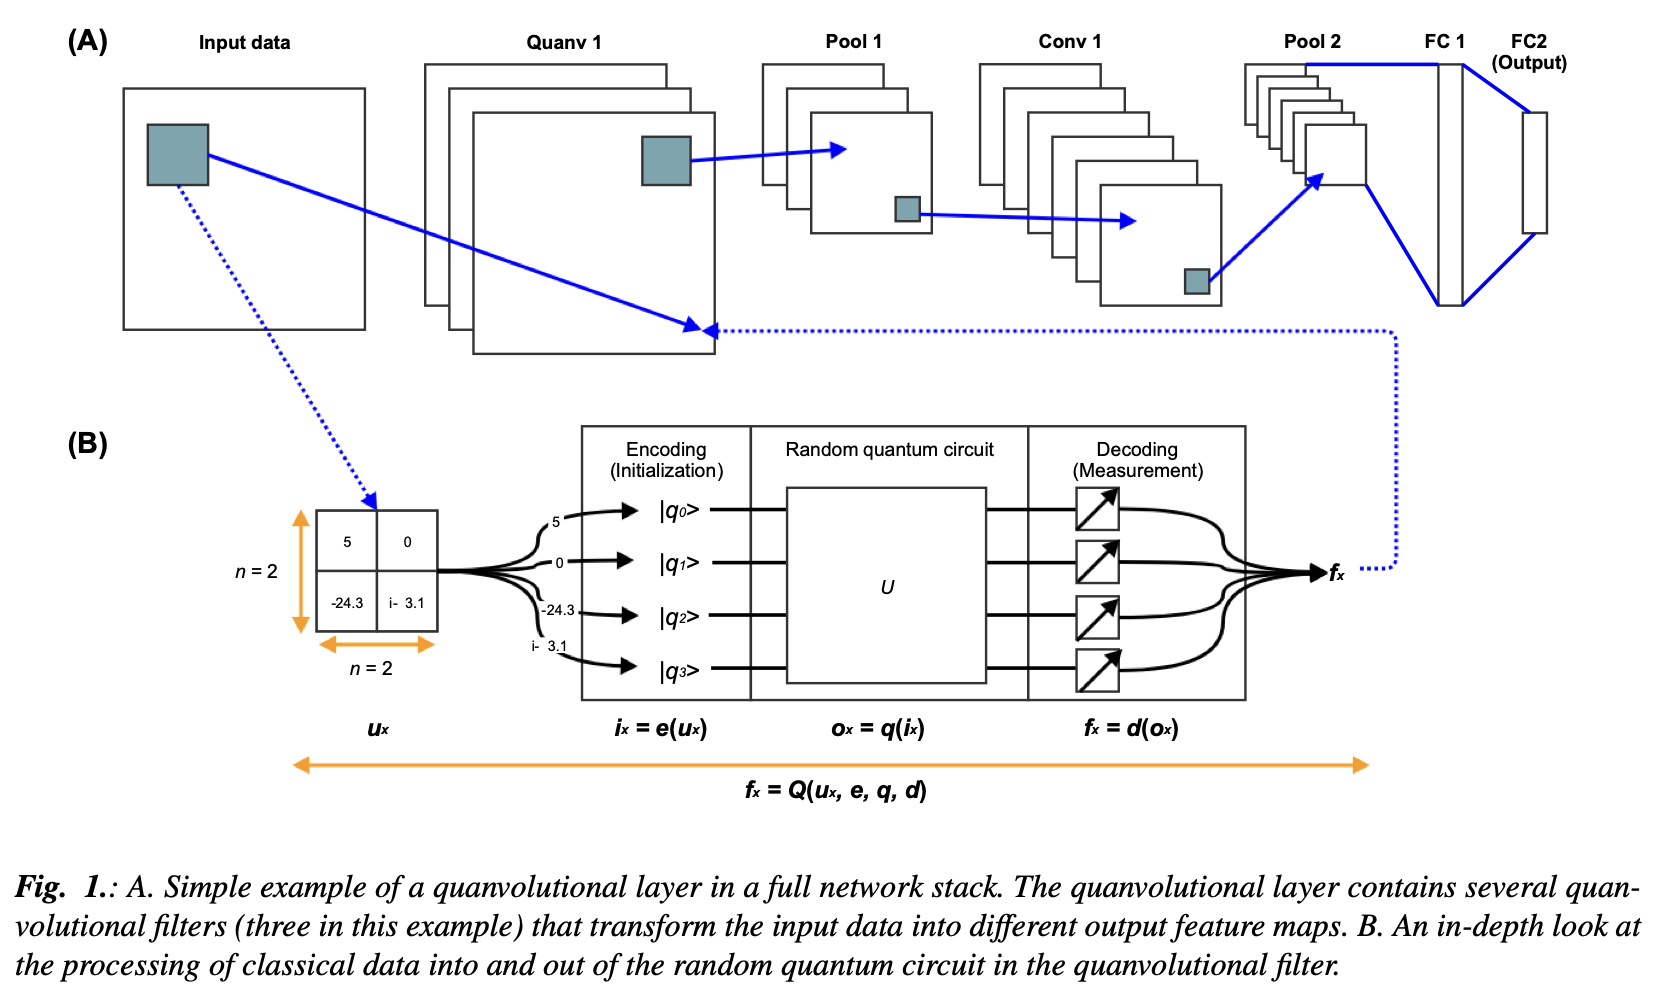 (A)
Input data
Quanv 1
Pool 1
Conv 1
Pool 2
FC 1
FC2
(Output)
(B)
Encoding
(Initialization)
Random quantum circuit
Decoding
(Measurement)
5 0
-24.3 i- 3.1
n = 2
n = 2
5
0
-24.3
i- 3.1
|q0>
|q1>
|q2>
|q3>
U
fx
ux
ix = e(ux)
ox = q(ix)
fx = d(ox)
fx = Q(ux, e, q, d)
Fig. 1.: A. Simple example of a quanvolutional layer in a full network stack. The quanvolutional layer contains several quan-
volutional filters (three in this example) that transform the input data into different output feature maps. B. An in-depth look at
the processing of classical data into and out of the random quantum circuit in the quanvolutional filter.